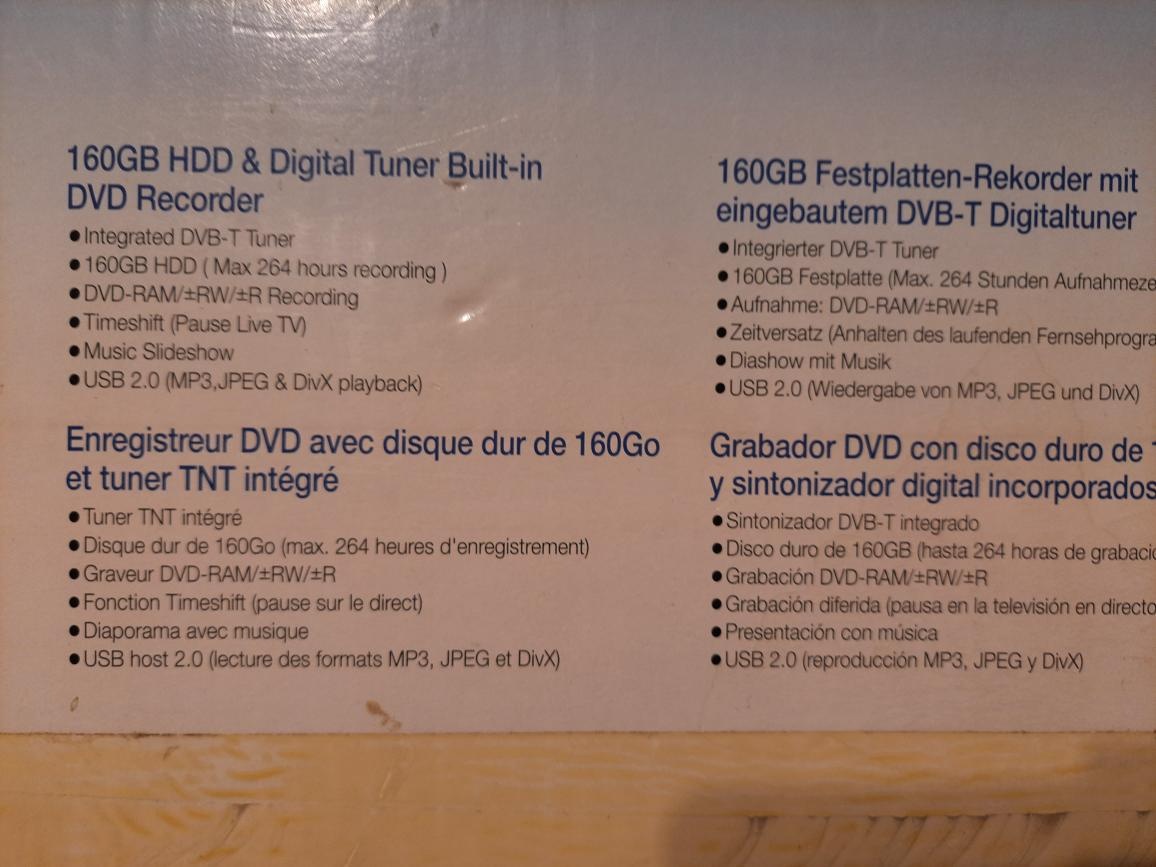 160GB HDD & Digital Tuner Built-in
DVD Recorder
●Integrated DVB-T Tuner
●160GB HDD ( Max 264 hours recording )
●DVD-RAM/±RW/±R Recording
●Timeshift (Pause Live TV)
●Music Slideshow
●USB 2.0 (MP3,JPEG & DivX playback)
Enregistreur DVD avec disque dur de 160Go
et tuner TNT intégré
●Tuner TNT intégré
●Disque dur de 160Go (max. 264 heures d'enregistrement)
●Graveur DVD-RAM/±RW/±R
●Fonction Timeshift (pause sur le direct)
●Diaporama avec musique
●USB host 2.0 (lecture des formats MP3, JPEG et DivX)
160GB Festplatten-Rekorder mit
eingebautem DVB-T Digitaltuner
●Integrierter DVB-T Tuner
●160GB Festplatte (Max. 264 Stunden
●Aufnahme: DVD-RAM/±RW/±R
●Zeitversatz (Anhalten des laufenden
●Diashow mit Musik
●USB 2.0 (Wiedergabe von MP3, JPEG und DivX)
Grabador DVD con disco duro de
y sintonizador digital incorporados
●Sintonizador DVB-T integrado
●Disco duro de 160GB (hasta 264 horas de
●Grabación DVD-RAM/±RW/±R
●Grabación diferida (pausa en la televisión en directo
●Presentación con música
●USB 2.0 (reproducción MP3, JPEG y DivX)